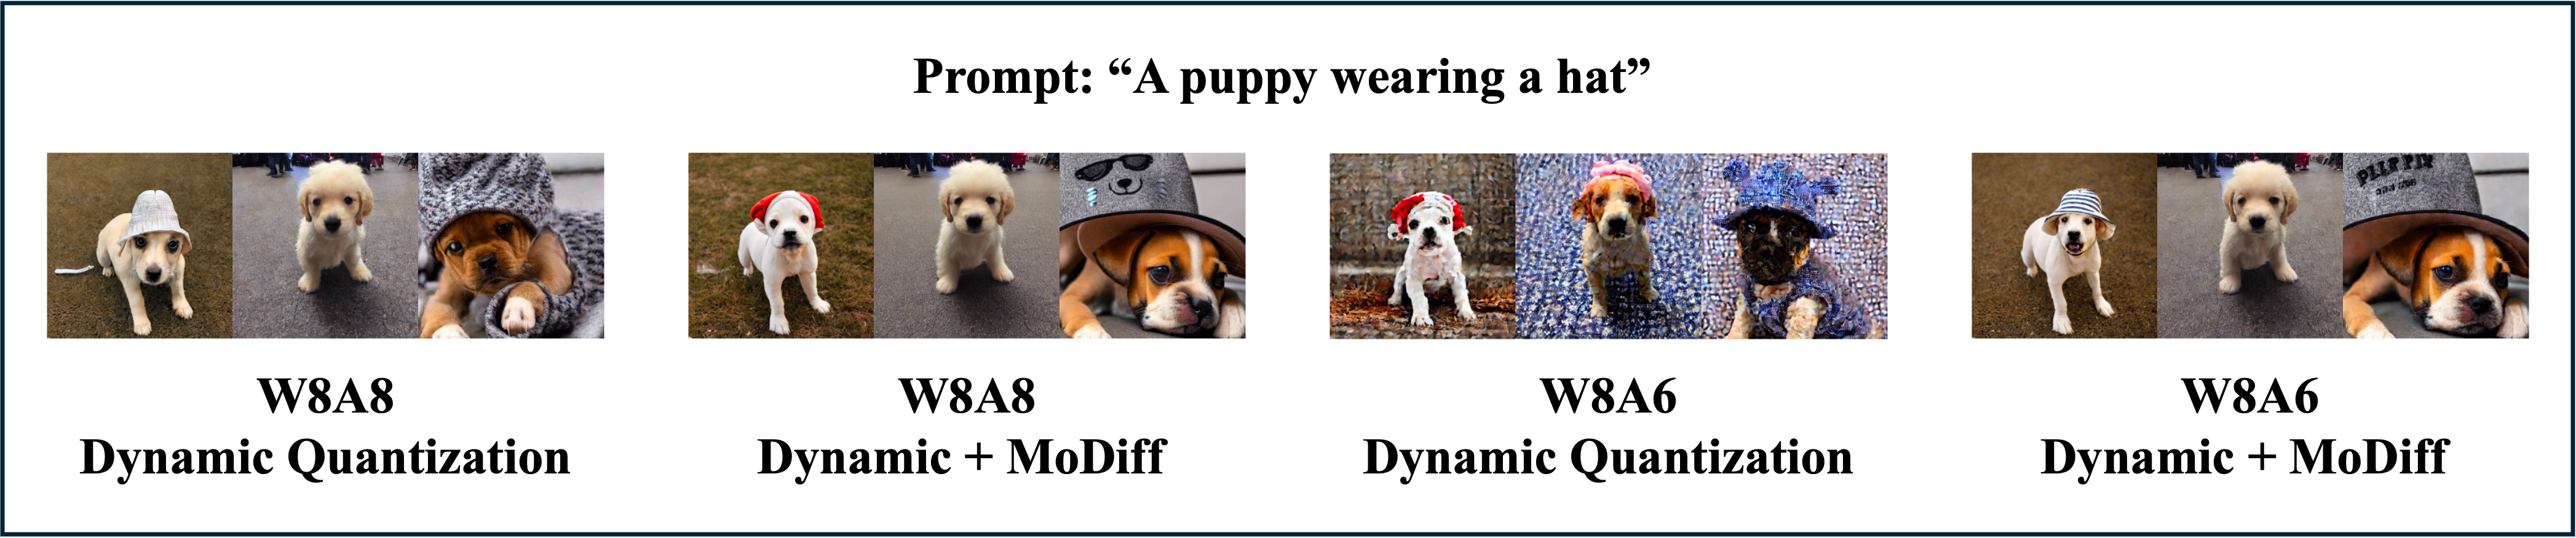 Prompt: “A puppy wearing a hat”
W8A8
Dynamic Quantization
W8A8
Dynamic + MoDiff
W8A6
Dynamic Quantization
W8A6
Dynamic + MoDiff